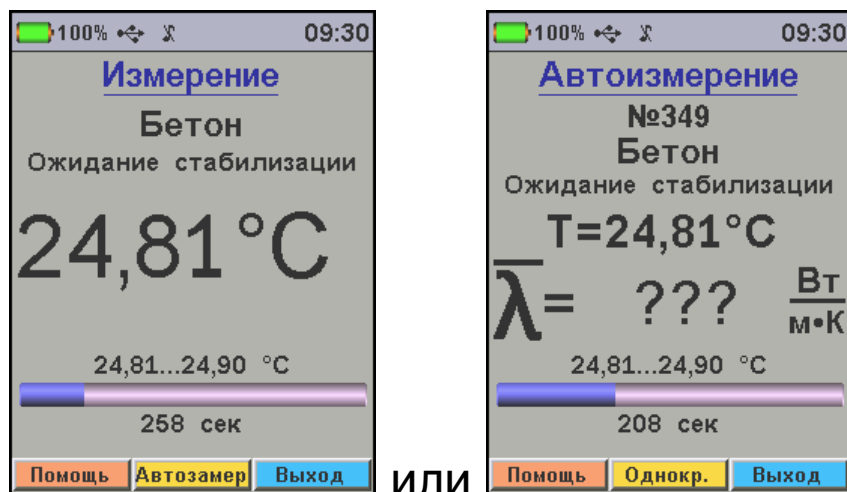 100% 09:30
Измерение
Бетон
Ожидание стабилизации
24,81°C
24,81...24,90 °C
258 сек
Помощь Автозамер Выход
или
100% 09:30
Автоизмерение
№349
Бетон
Ожидание стабилизации
T=24,81°C
λ= ??? Вт
м•К
24,81...24,90 °C
208 сек
Помощь Однокр. Выход